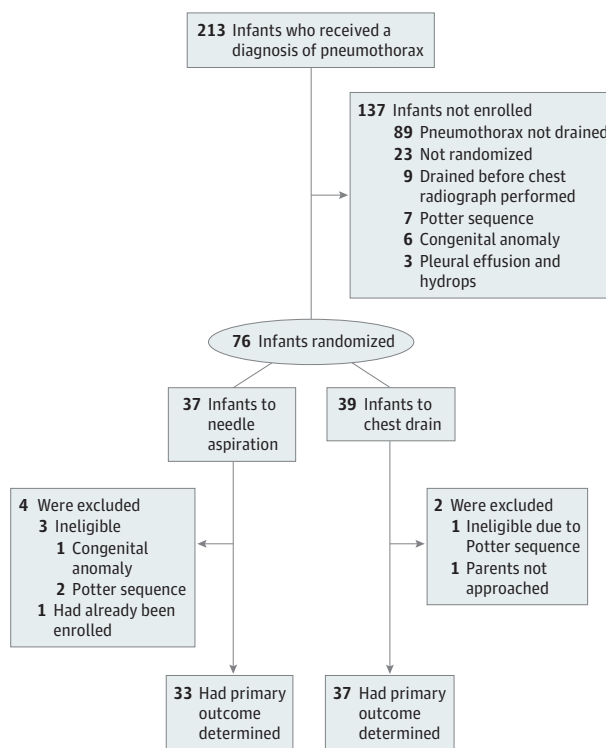 213 Infants who received a
diagnosis of pneumothorax
137 Infants not enrolled
89 Pneumothorax not drained
23 Not randomized
9 Drained before chest
radiograph performed
7 Potter sequence
6 Congenital anomaly
3 Pleural effusion and
hydrops
76 Infants randomized
37 Infants to
needle
aspiration
39 Infants to
chest drain
4 Were excluded
3 Ineligible
1 Congenital
anomaly
2 Potter sequence
1 Had already been
enrolled
2 Were excluded
1 Ineligible due to
Potter sequence
1 Parents not
approached
33 Had primary
outcome
determined
37 Had primary
outcome
determined